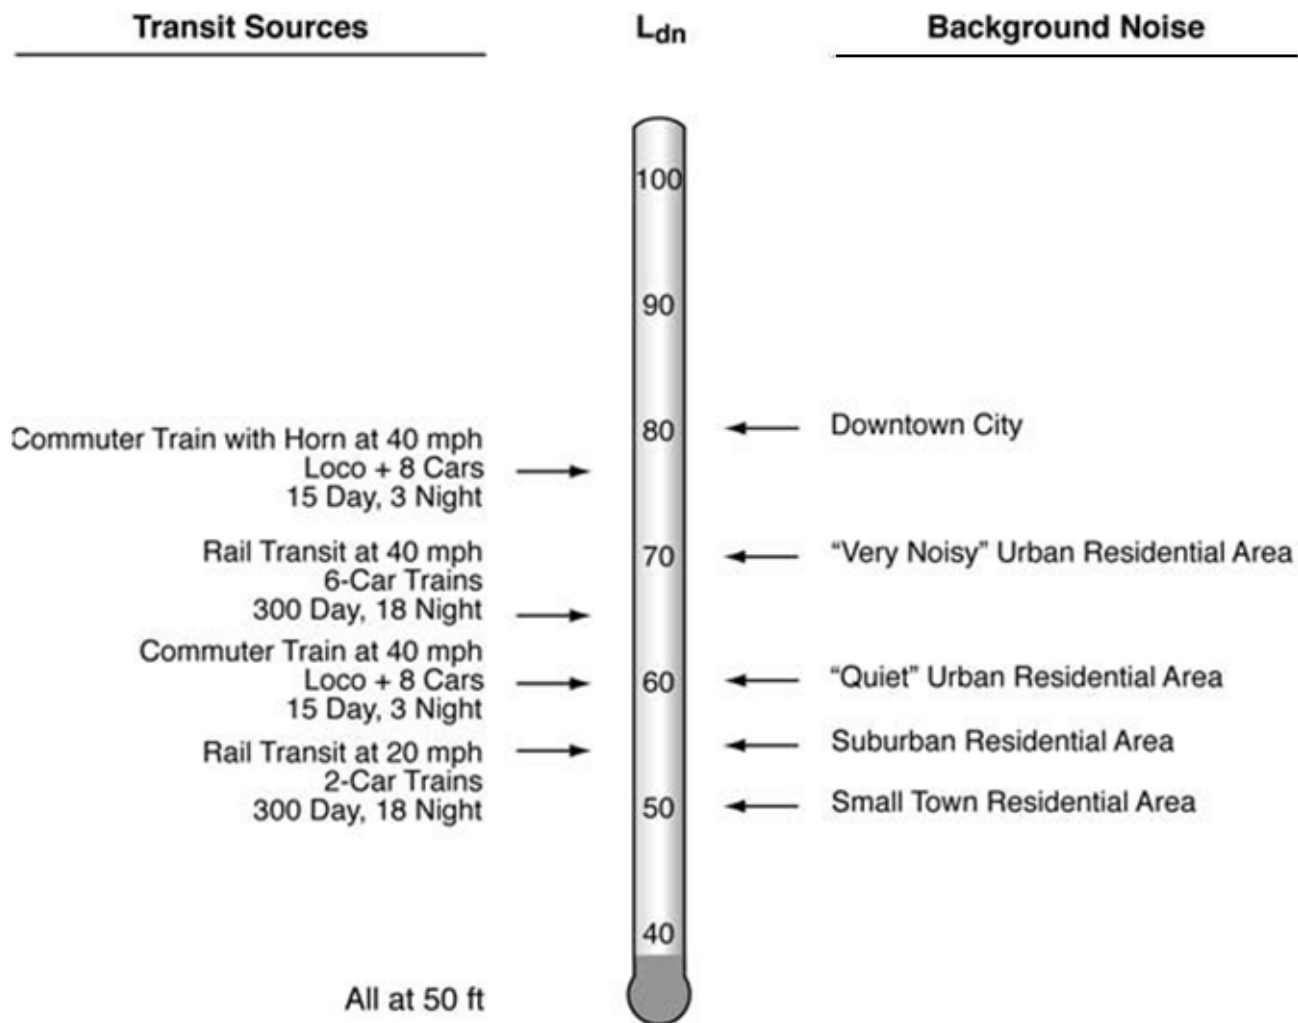 Transit Sources
Ldn
Background Noise
100
90
80
70
60
50
40
Commuter Train with Horn at 40 mph
Loco + 8 Cars
15 Day, 3 Night
Rail Transit at 40 mph
6-Car Trains
300 Day, 18 Night
Commuter Train at 40 mph
Loco + 8 Cars
15 Day, 3 Night
Rail Transit at 20 mph
2-Car Trains
300 Day, 18 Night
All at 50 ft
Downtown City
“Very Noisy” Urban Residential Area
“Quiet” Urban Residential Area
Suburban Residential Area
Small Town Residential Area